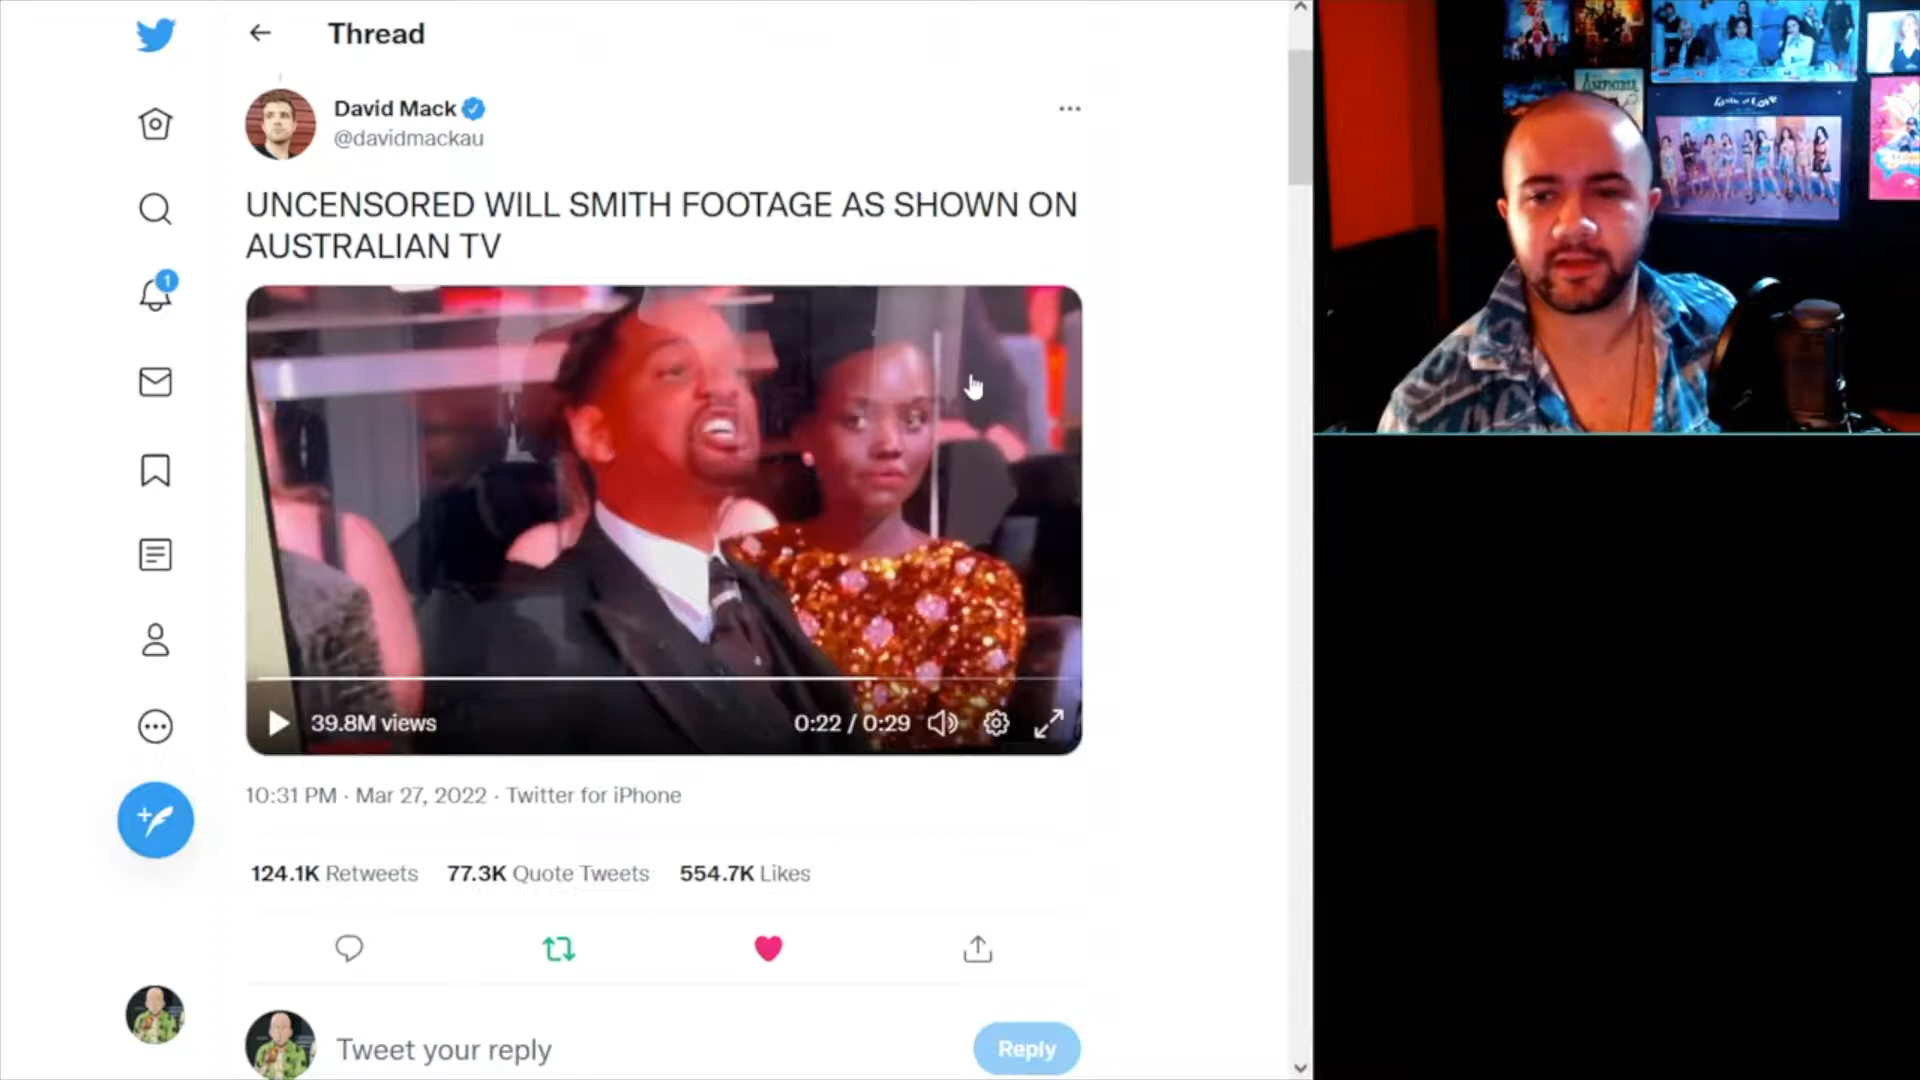 Thread
David Mack
@davidmackau
UNCENSORED WILL SMITH FOOTAGE AS SHOWN ON
AUSTRALIAN TV
39.8M views
0:22 / 0:29
10:31 PM · Mar 27, 2022 · Twitter for iPhone
124.1K Retweets 77.3K Quote Tweets 554.7K Likes
Tweet your reply
Reply
1
AMPHIBIA